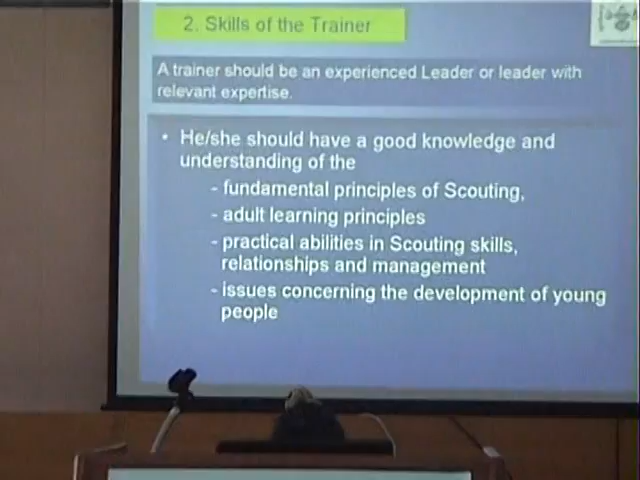 2. Skills of the Trainer
A trainer should be an experienced Leader or leader with
relevant expertise.
• He/she should have a good knowledge and
understanding of the
- fundamental principles of Scouting,
- adult learning principles
- practical abilities in Scouting skills,
relationships and management
- issues concerning the development of young
people